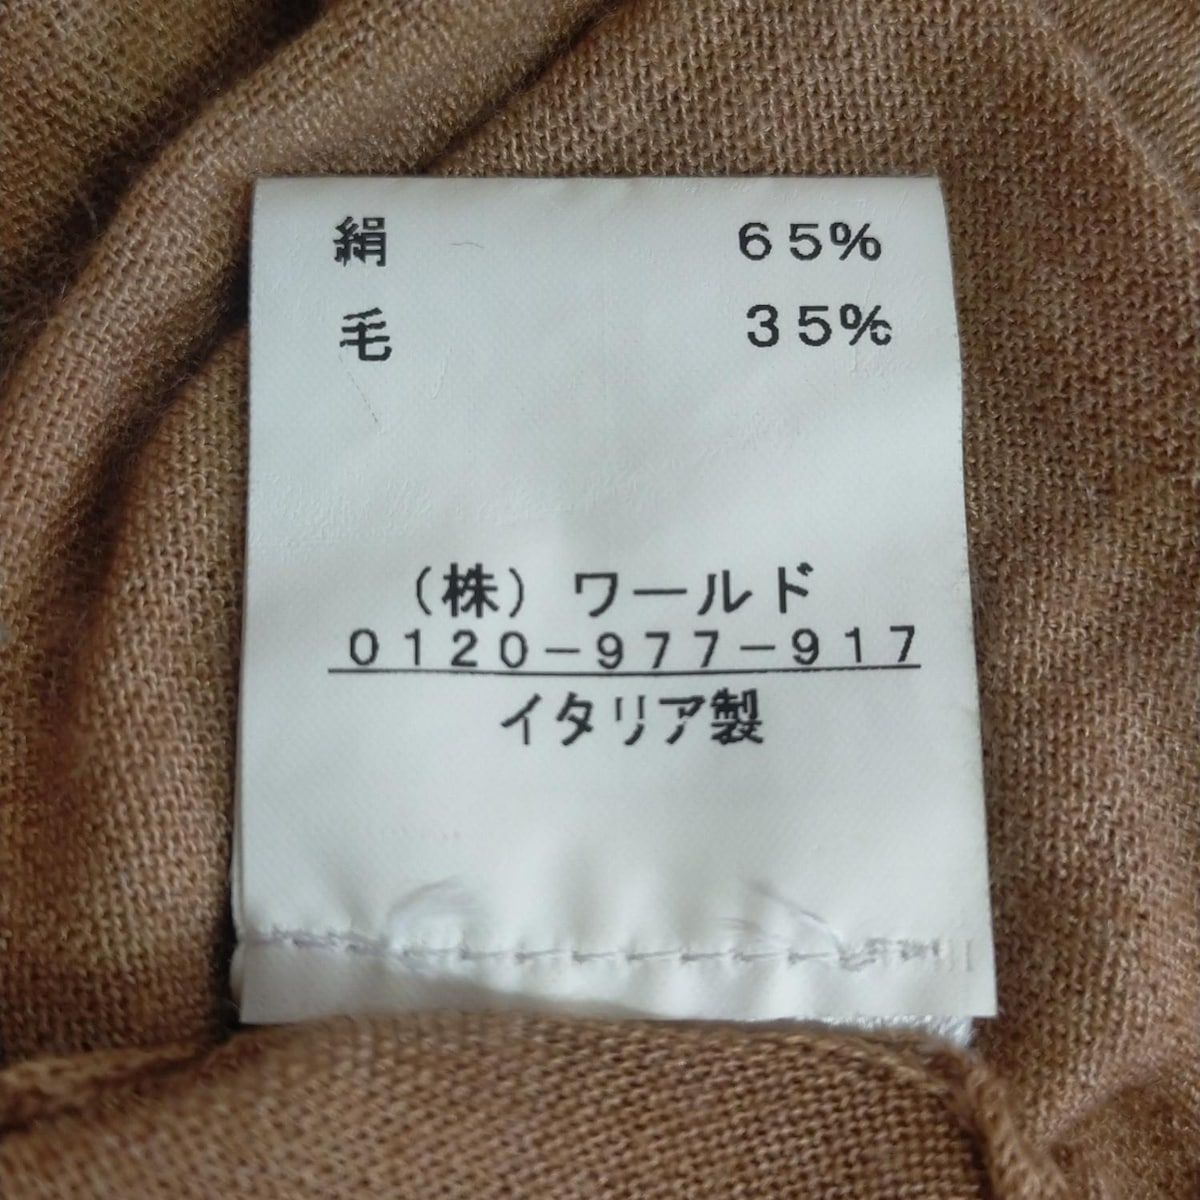 絹 65%
毛 35%
（株）ワールド
0120-977-917
イタリア製